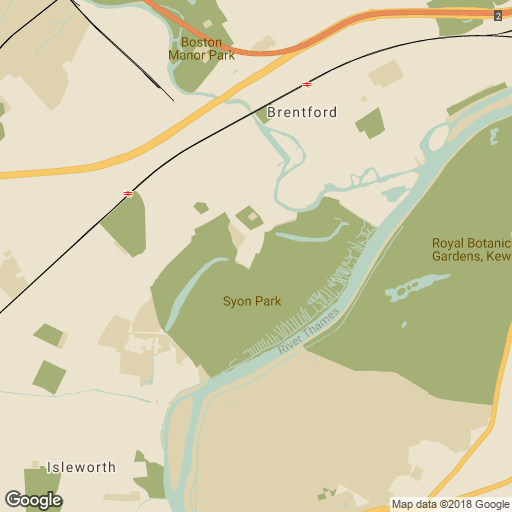 2
Boston
Manor Park
Brentford
Royal Botanic
Gardens, Kew
Syon Park
River Thames
Isleworth
Google
Map data ©2018 Google